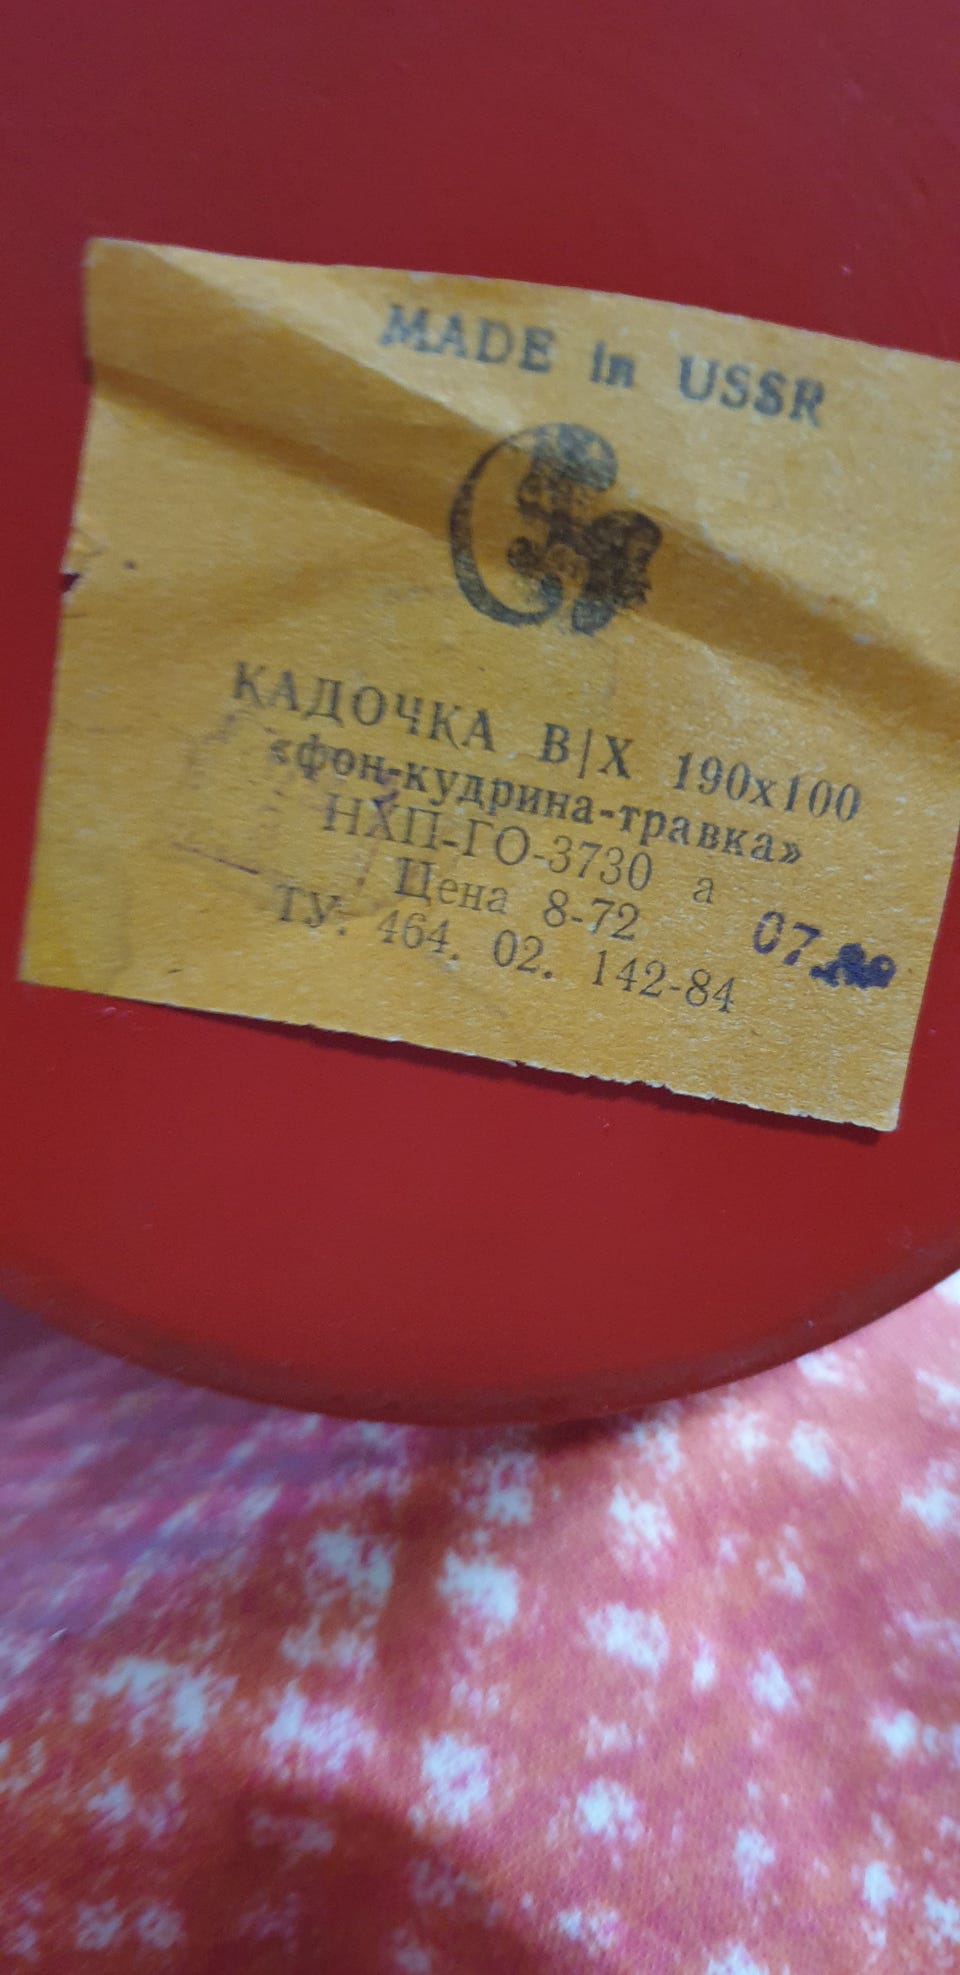 MADE in USSR
КАДОЧКА В|Х 190х100
«фон-кудрина-травка»
НХП-ГО-3730 а
Цена 8-72
ТУ. 464. 02. 142-84
07.